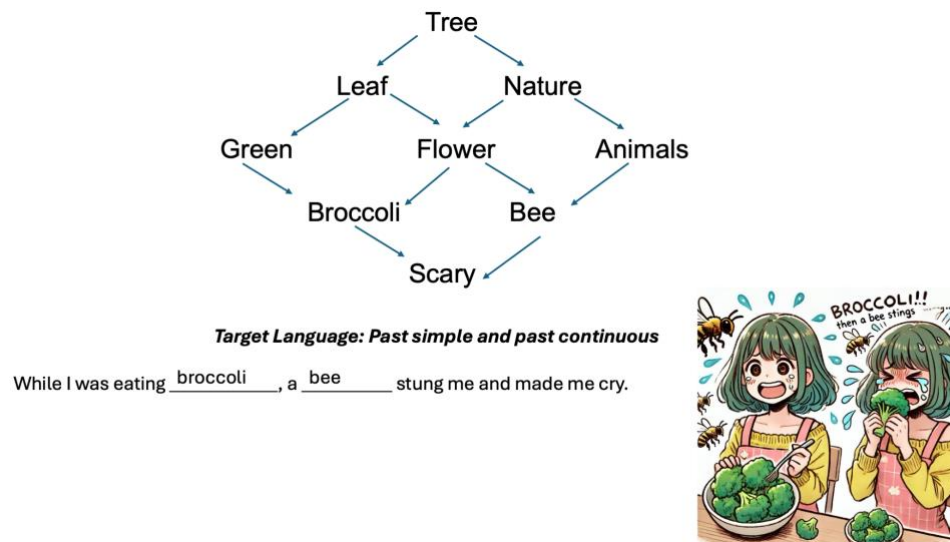 Tree
Leaf Nature
Green Flower Animals
Broccoli Bee
Scary
Target Language: Past simple and past continuous
While I was eating broccoli, a bee stung me and made me cry.
BROCCOLI!!
then a bee stings